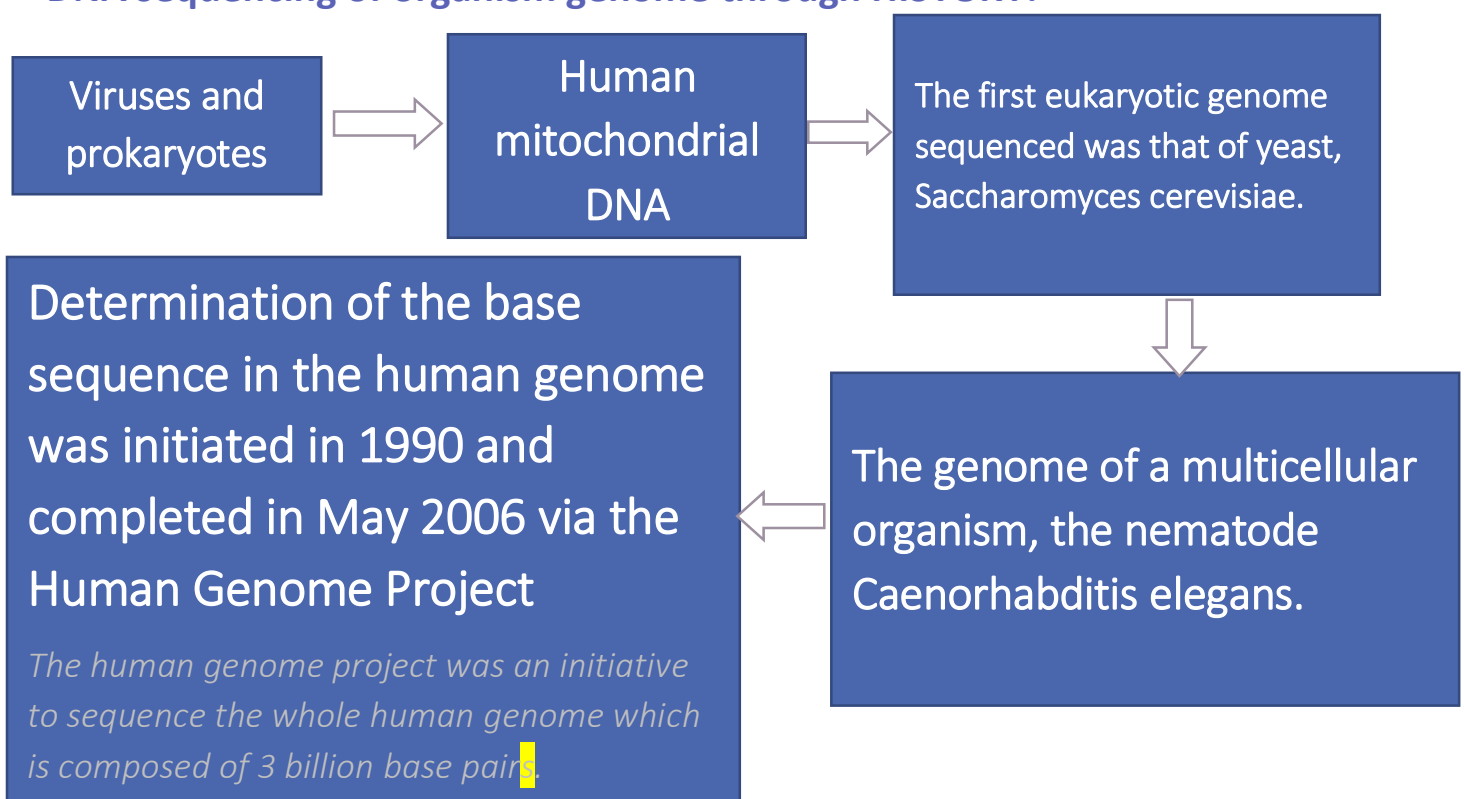 Viruses and
prokaryotes
Human
mitochondrial
DNA
The first eukaryotic genome
sequenced was that of yeast,
Saccharomyces cerevisiae.
The genome of a multicellular
organism, the nematode
Caenorhabditis elegans.
Determination of the base
sequence in the human genome
was initiated in 1990 and
completed in May 2006 via the
Human Genome Project
The human genome project was an initiative
to sequence the whole human genome which
is composed of 3 billion base pairs.